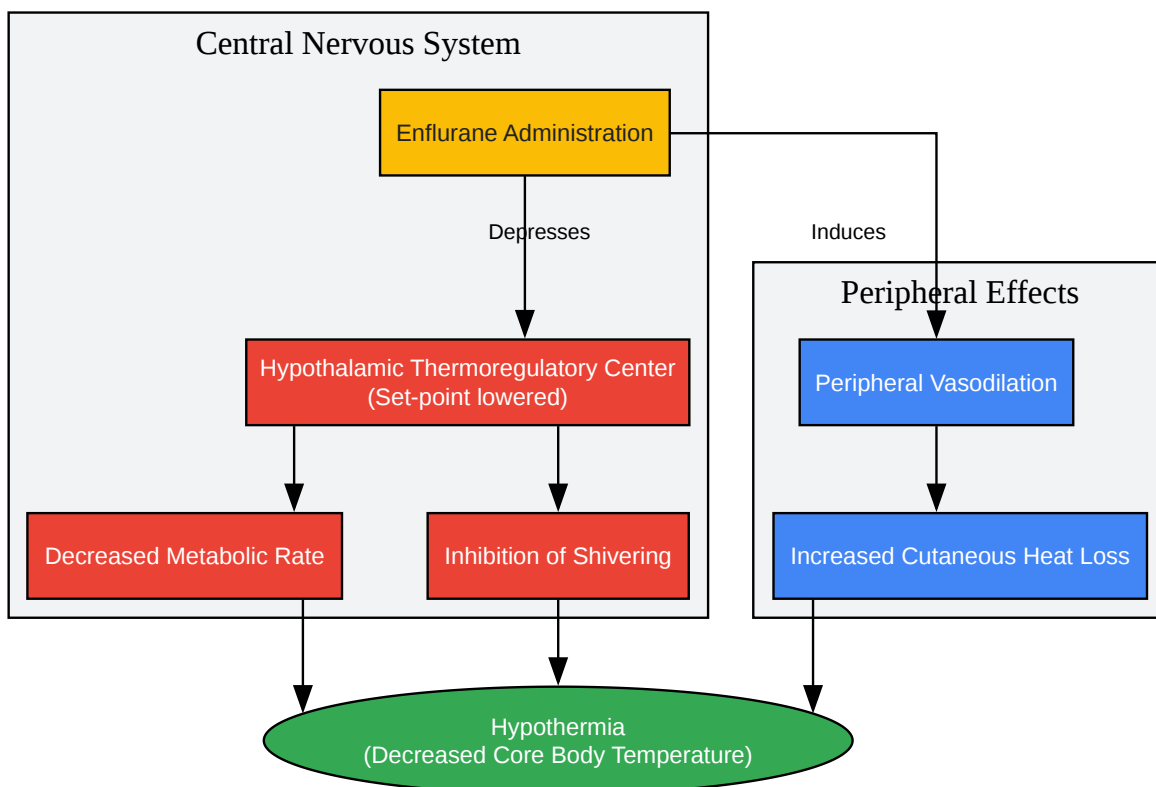 Central Nervous System
Enflurane Administration
Depresses
Induces
Peripheral Effects
Hypothalamic Thermoregulatory Center
(Set-point lowered)
Peripheral Vasodilation
Decreased Metabolic Rate
Inhibition of Shivering
Increased Cutaneous Heat Loss
Hypothermia
(Decreased Core Body Temperature)